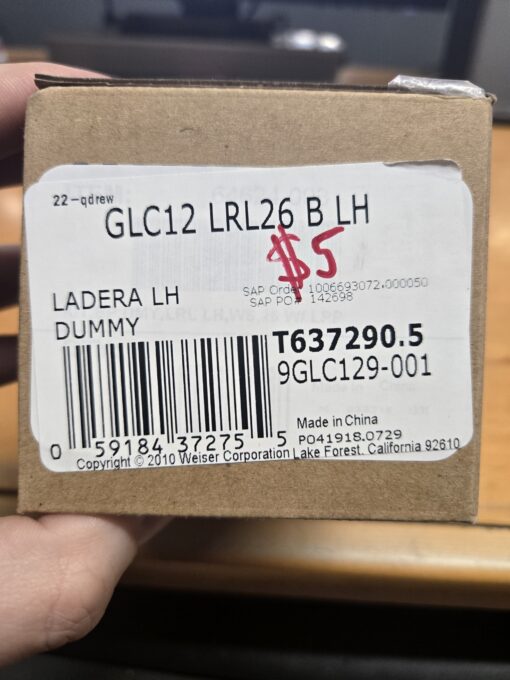 22-qdrew
GLC12 LRL26 B LH
$5
SAP Order 1006693072.000050
SAP PO# 142698
LADERA LH
DUMMY
T637290.5
9GLC129-001
Made in China
PO41918.0729
0 59184 37275 5
Copyright © 2010 Weiser Corporation Lake Forest. California 92610